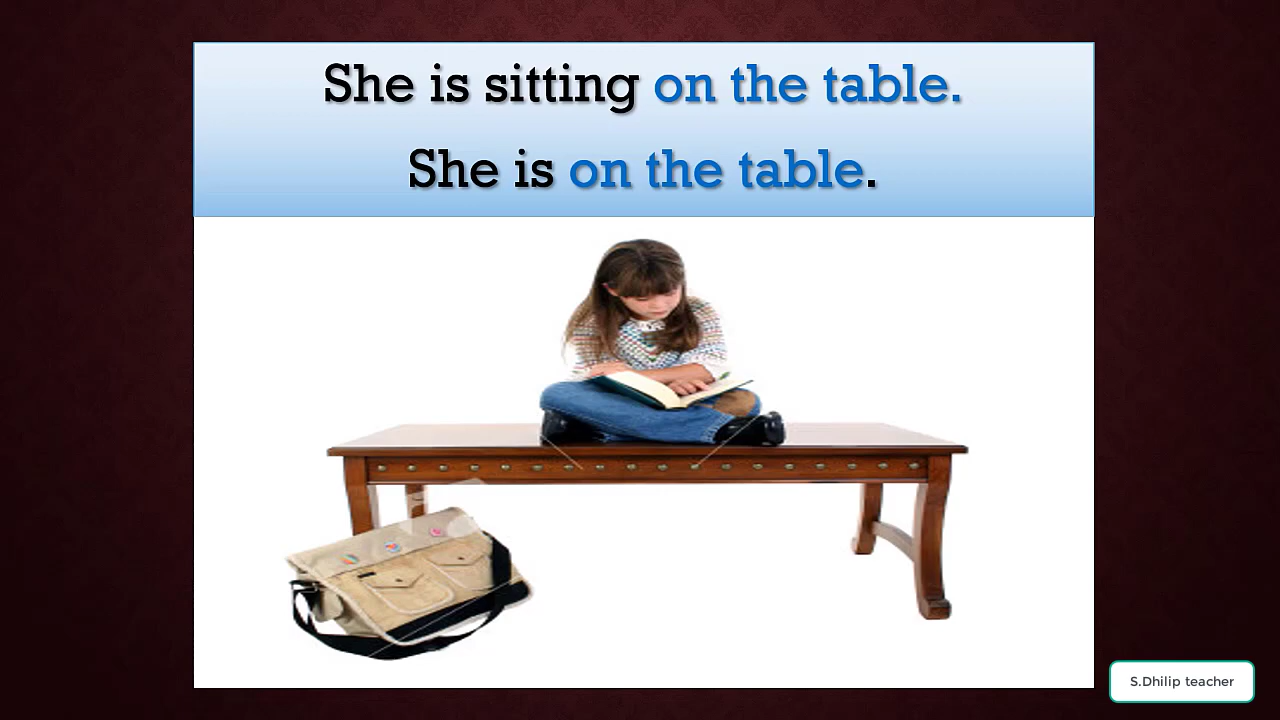 She is sitting on the table.
She is on the table.
S.Dhilip teacher